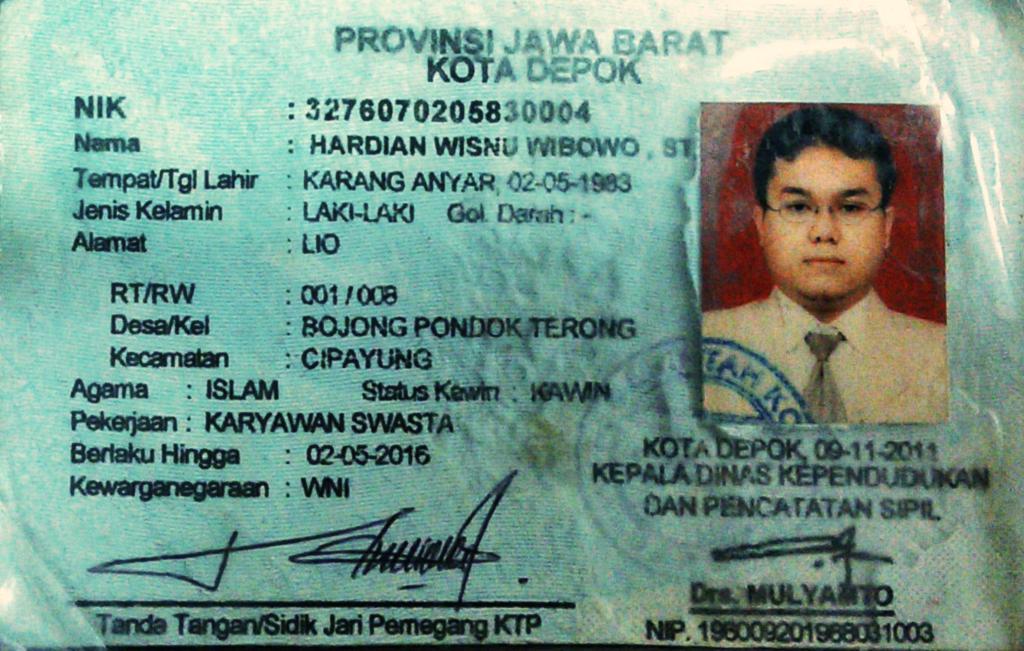 PROVINSI JAWA BARAT
KOTA DEPOK
NIK : 3276070205830004
Nama : HARDIAN WISNU WIBOWO , ST
Tempat/Tgl Lahir : KARANG ANYAR, 02-05-1983
Jenis Kelamin : LAKI-LAKI Gol. Darah : -
Alamat : LIO
RT/RW : 001 / 008
Desa/Kel : BOJONG PONDOK TERONG
Kecamatan : CIPAYUNG
Agama : ISLAM Status Kawin : KAWIN
Pekerjaan : KARYAWAN SWASTA
Berlaku Hingga : 02-05-2016
Kewarganegaraan : WNI
KOTA DEPOK, 09-11-2011
KEPALA DINAS KEPENDUDUKAN
DAN PENCATATAN SIPIL
Drs. MULYAMTO
NIP. 196009201968031003
Tanda Tangan/Sidik Jari Pemegang KTP